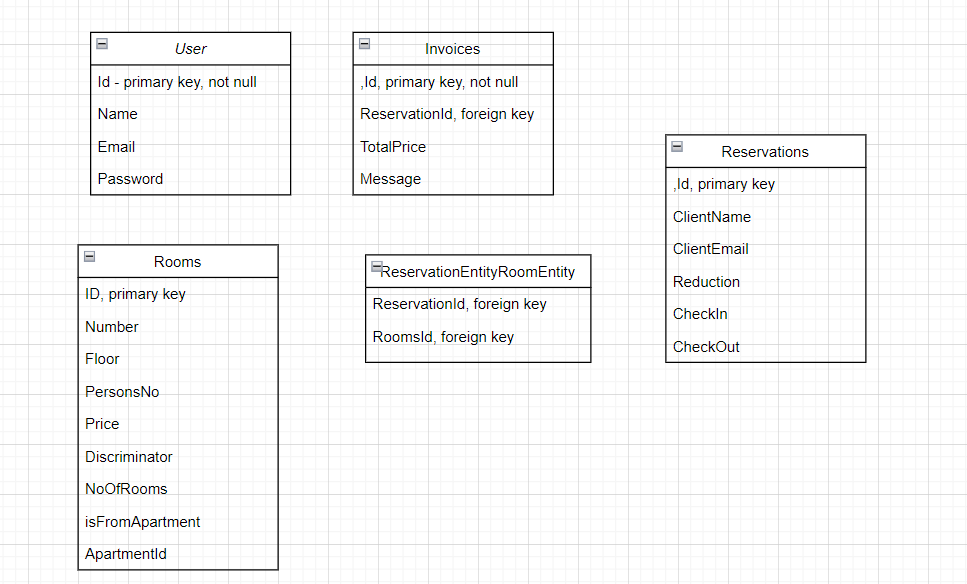 User
Id - primary key, not null
Name
Email
Password
Invoices
,Id, primary key, not null
ReservationId, foreign key
TotalPrice
Message
Reservations
,Id, primary key
ClientName
ClientEmail
Reduction
CheckIn
CheckOut
Rooms
ID, primary key
Number
Floor
PersonsNo
Price
Discriminator
NoOfRooms
isFromApartment
ApartmentId
ReservationEntityRoomEntity
ReservationId, foreign key
RoomsId, foreign key